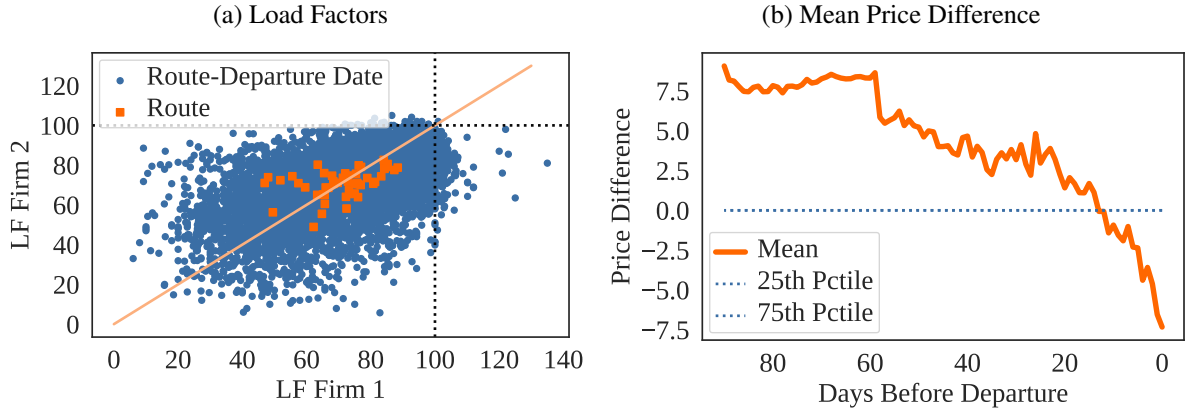 (a) Load Factors
120
100
80
60
40
20
0
LF Firm 2
Route-Departure Date
Route
0 20 40 60 80 100 120 140
LF Firm 1
(b) Mean Price Difference
7.5
5.0
2.5
0.0
−2.5
−5.0
−7.5
Price Difference
Mean
25th Pctile
75th Pctile
80 60 40 20 0
Days Before Departure